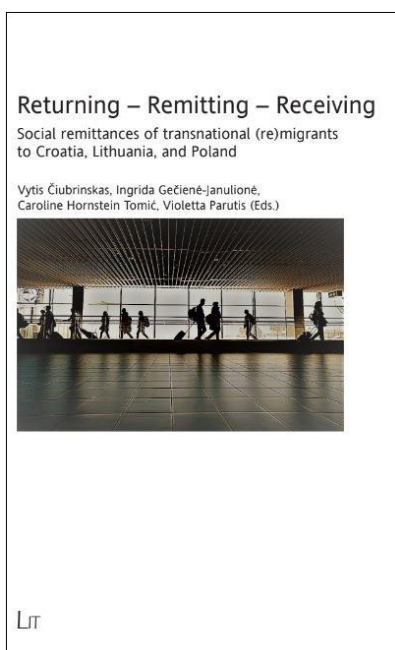 Returning – Remitting – Receiving
Social remittances of transnational (re)migrants
to Croatia, Lithuania, and Poland
Vytis Čiubrinskas, Ingrida Gečienė-Janulionė,
Caroline Hornstein Tomić, Violetta Parutis (Eds.)
LIT